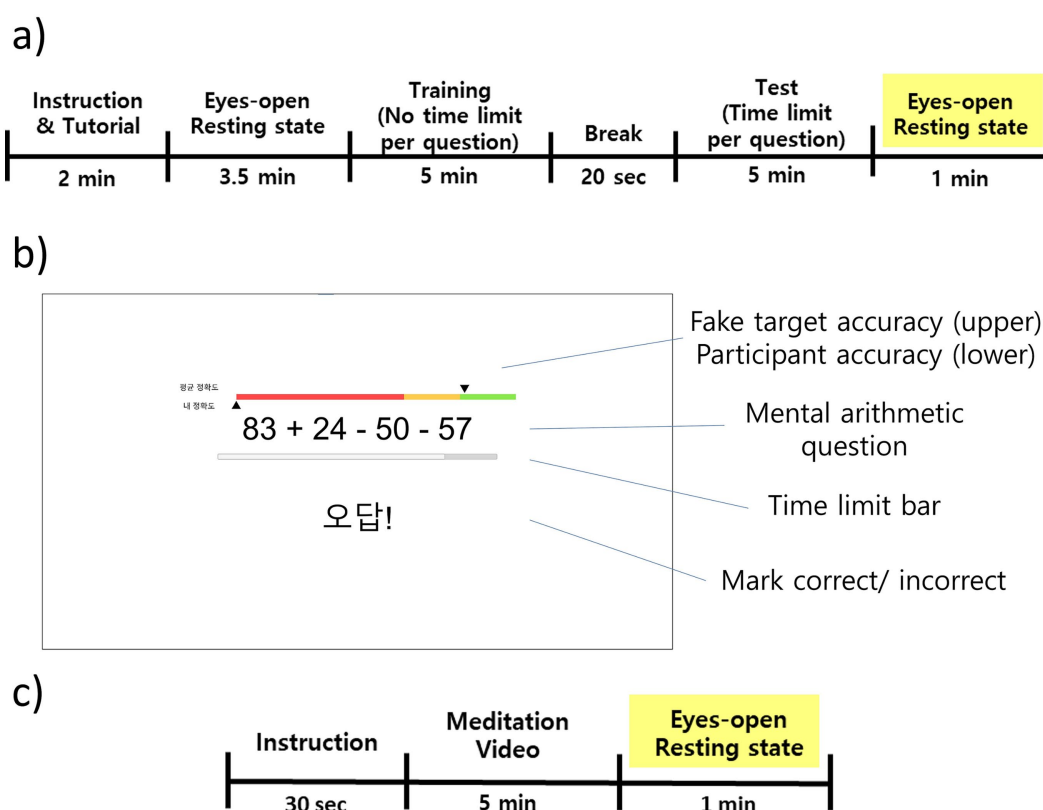 a)
Instruction
& Tutorial
Eyes-open
Resting state
Training
(No time limit
per question)
Break
Test
(Time limit
per question)
Eyes-open
Resting state
2 min
3.5 min
5 min
20 sec
5 min
1 min
b)
평균 정확도
내 정확도
83 + 24 - 50 - 57
오답!
Fake target accuracy (upper)
Participant accuracy (lower)
Mental arithmetic
question
Time limit bar
Mark correct/ incorrect
c)
Instruction
Meditation
Video
Eyes-open
Resting state
30 sec
5 min
1 min